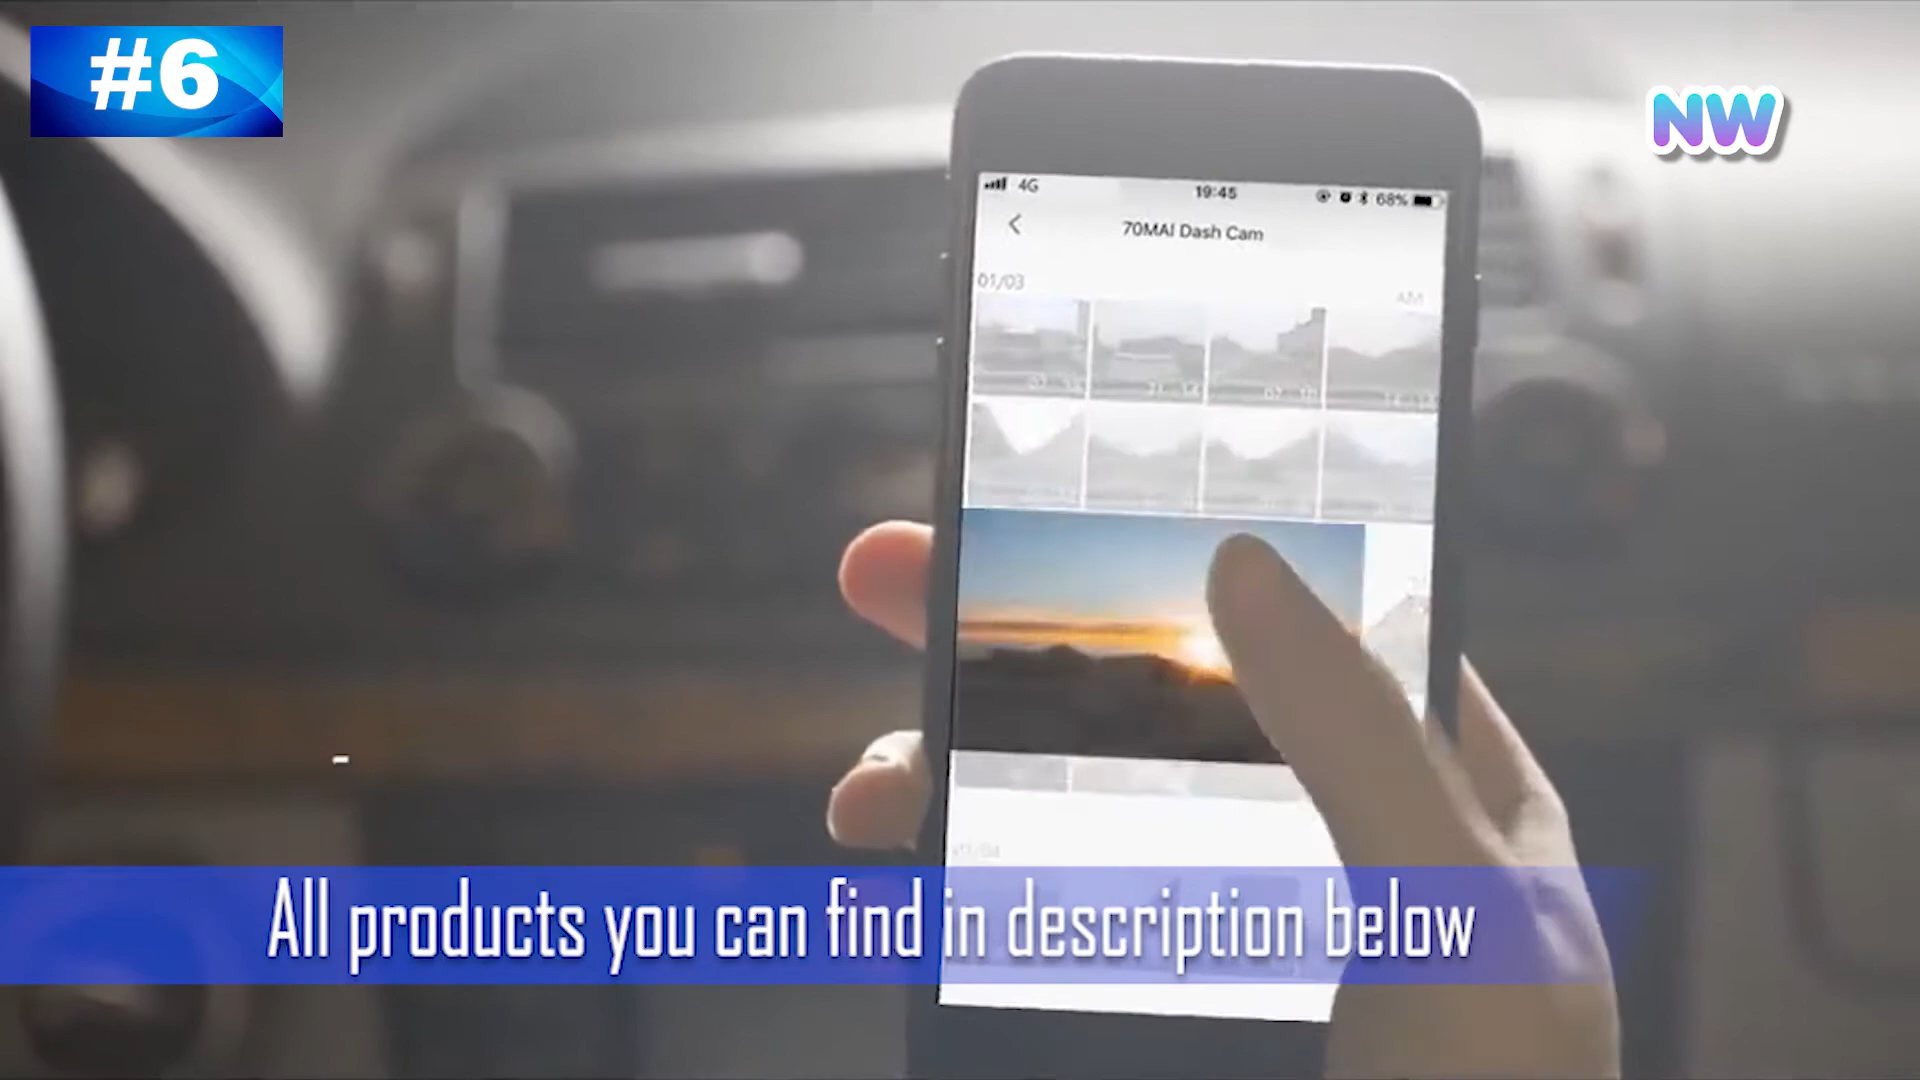 #6
NW
4G 19:45 68%
70MAI Dash Cam
01/03
AM
All products you can find in description below